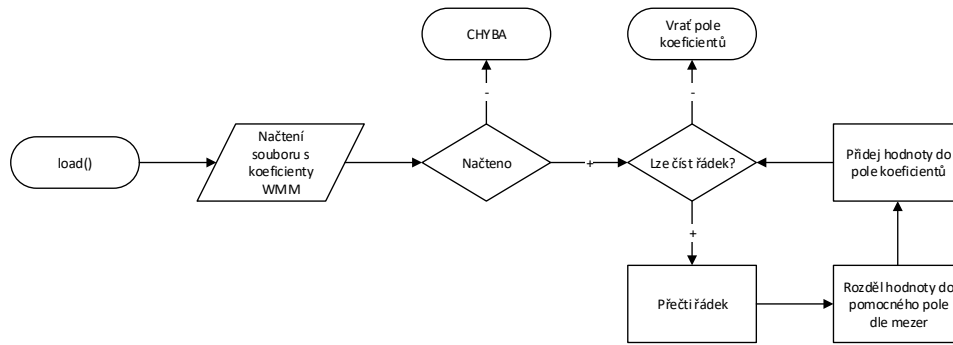 CHYBA
Vrať pole
koeficientů
-
-
load()
Načtení
souboru s
koeficienty
WMM
Načteno
+
Lze číst řádek?
Přidej hodnoty do
pole koeficientů
+
Přečti řádek
Rozděl hodnoty do
pomocného pole
dle mezer